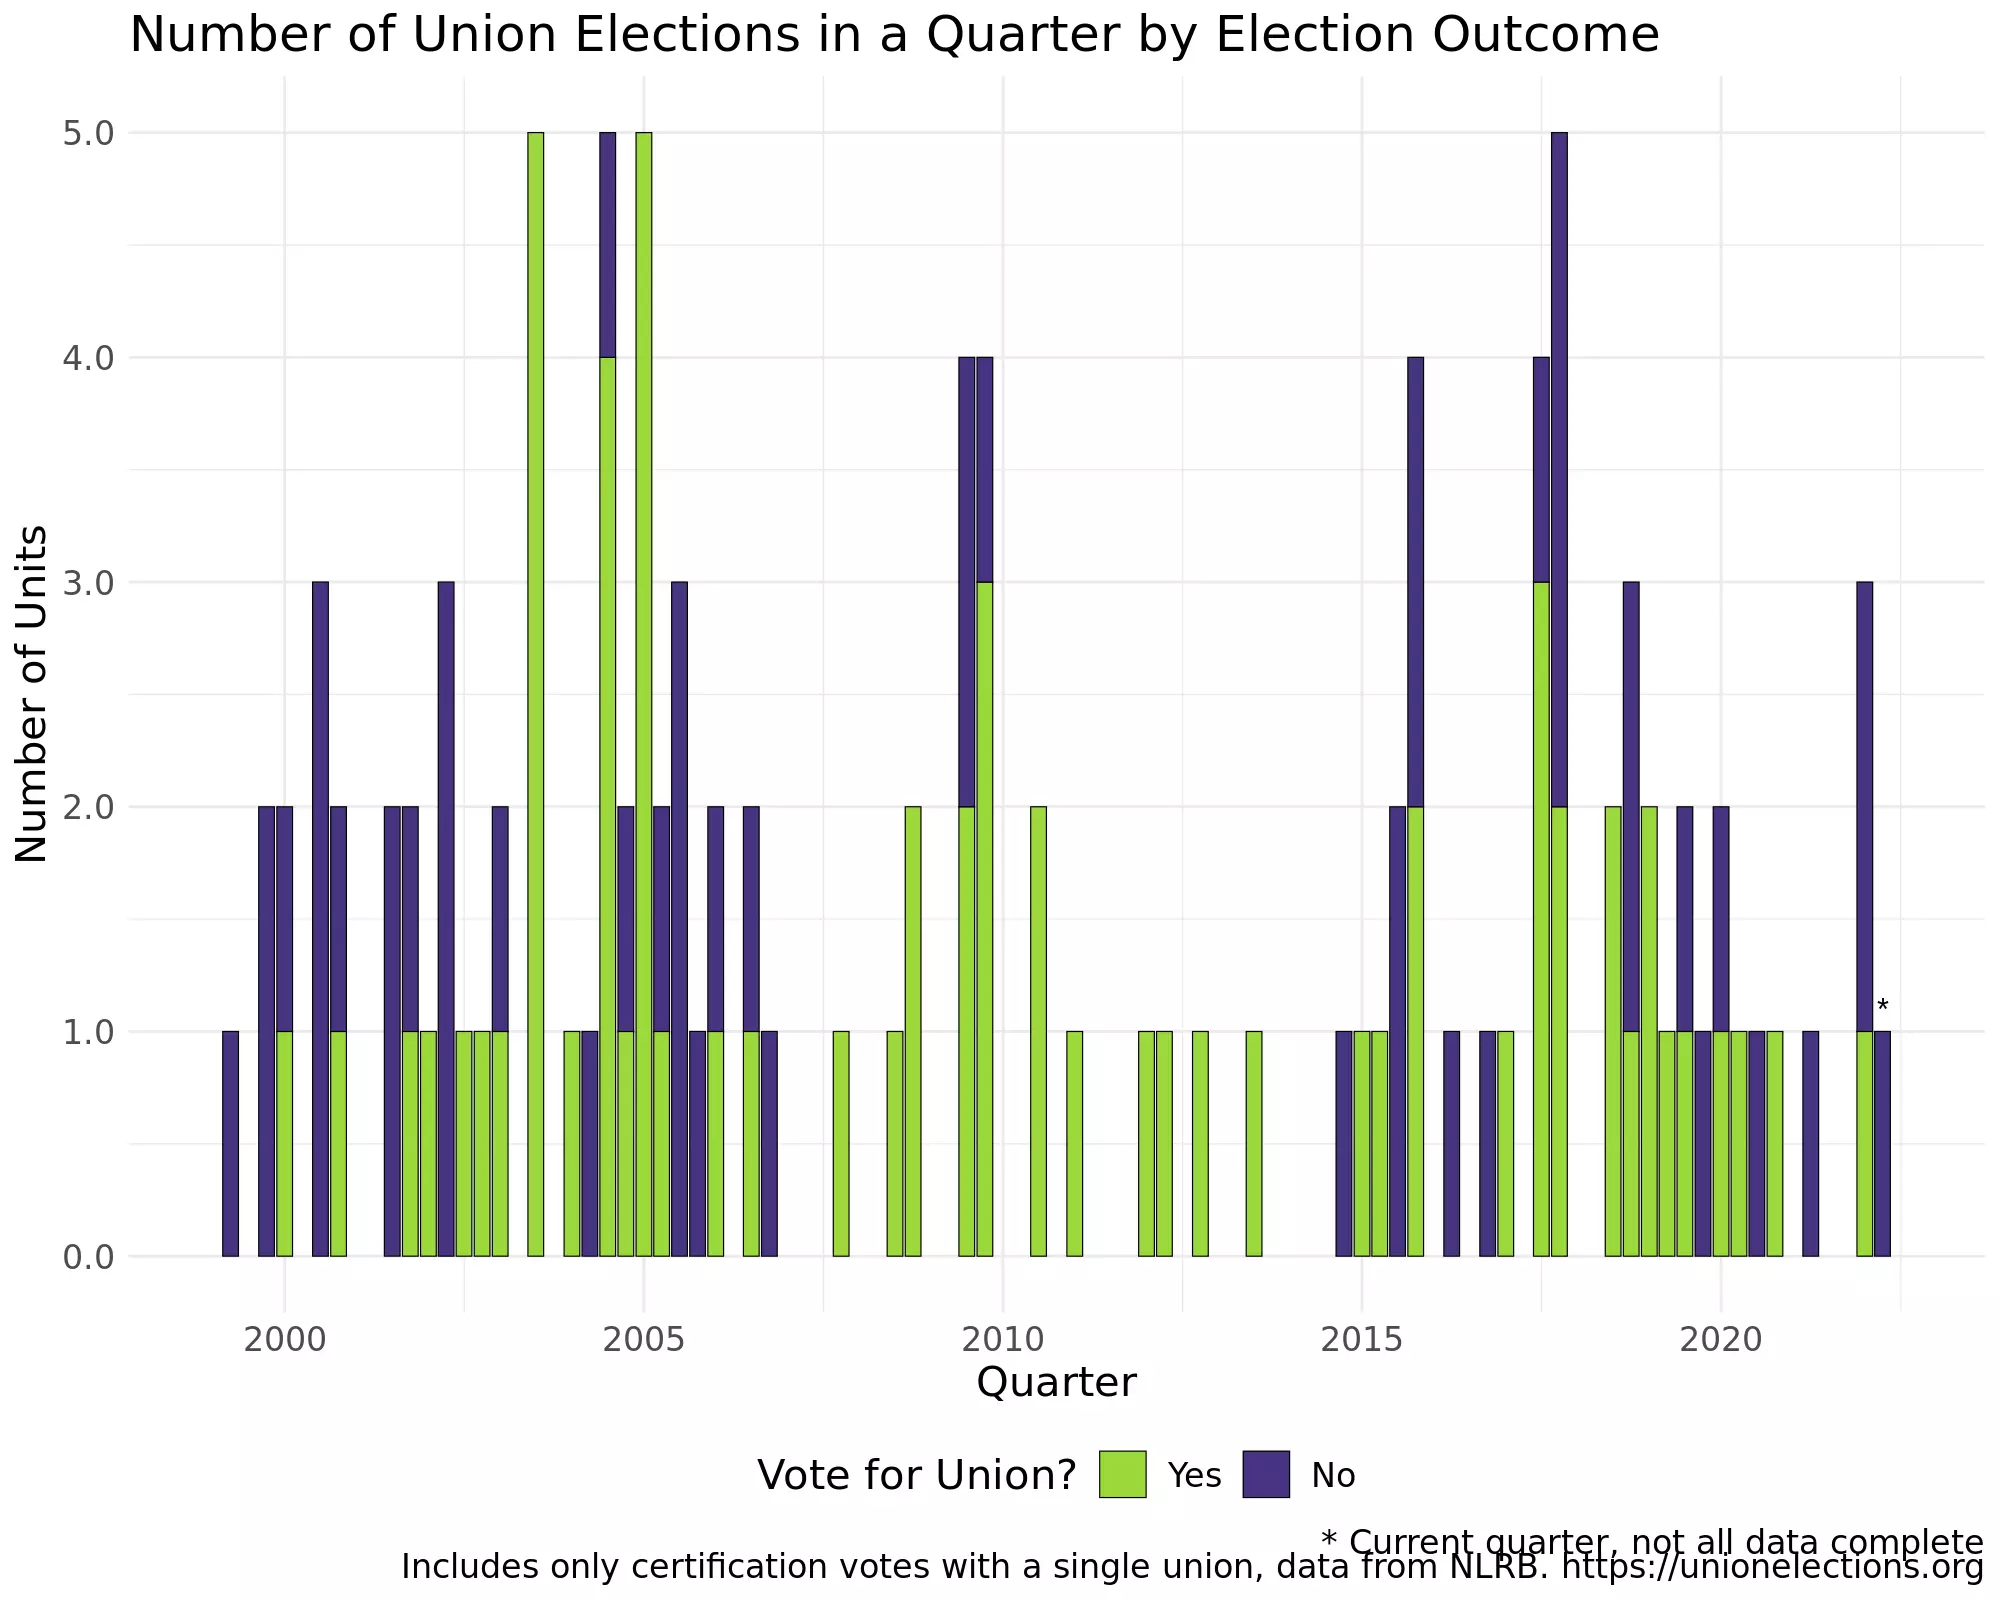 Number of Union Elections in a Quarter by Election Outcome
5.0
4.0
3.0
2.0
1.0
0.0
Number of Units
*
2000 2005 2010 2015 2020
Quarter
Vote for Union? Yes No
* Current quarter, not all data complete
Includes only certification votes with a single union, data from NLRB. https://unionelections.org